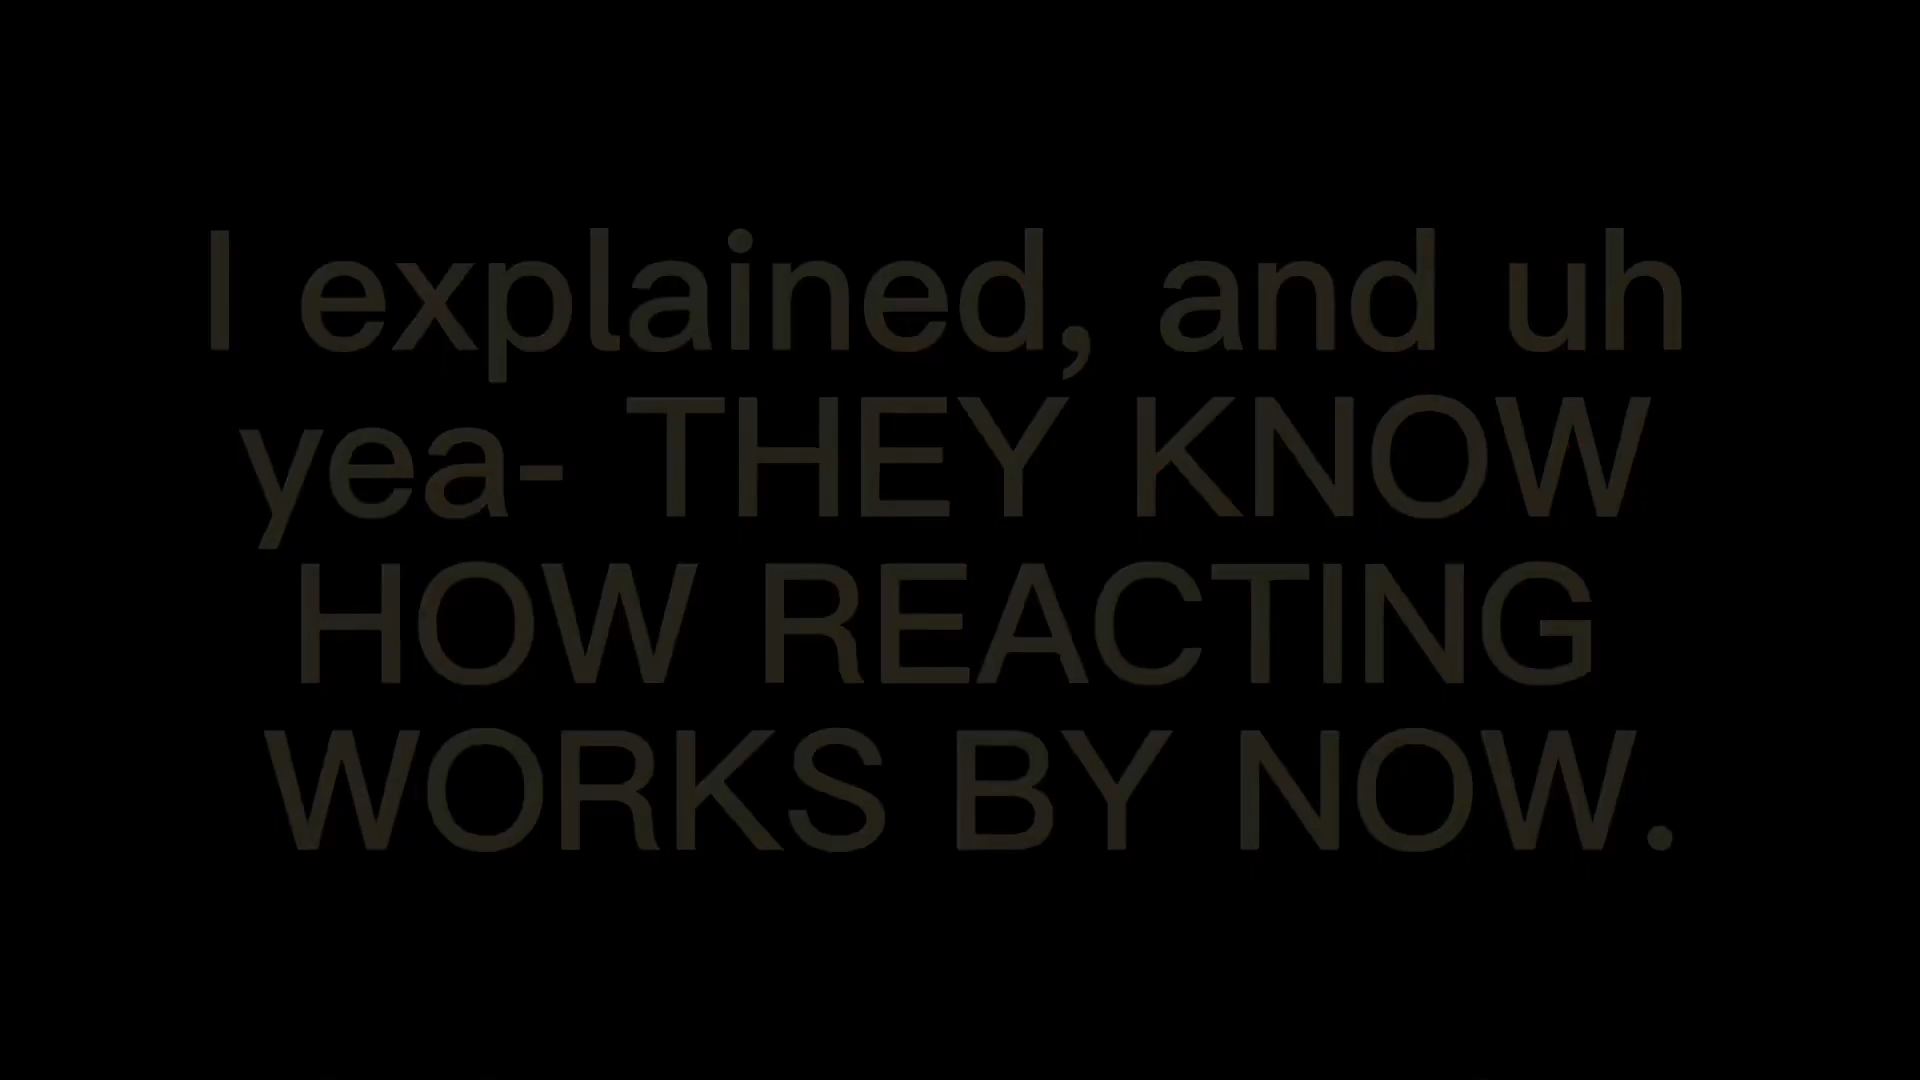 I explained, and uh
yea- THEY KNOW
HOW REACTING
WORKS BY NOW.